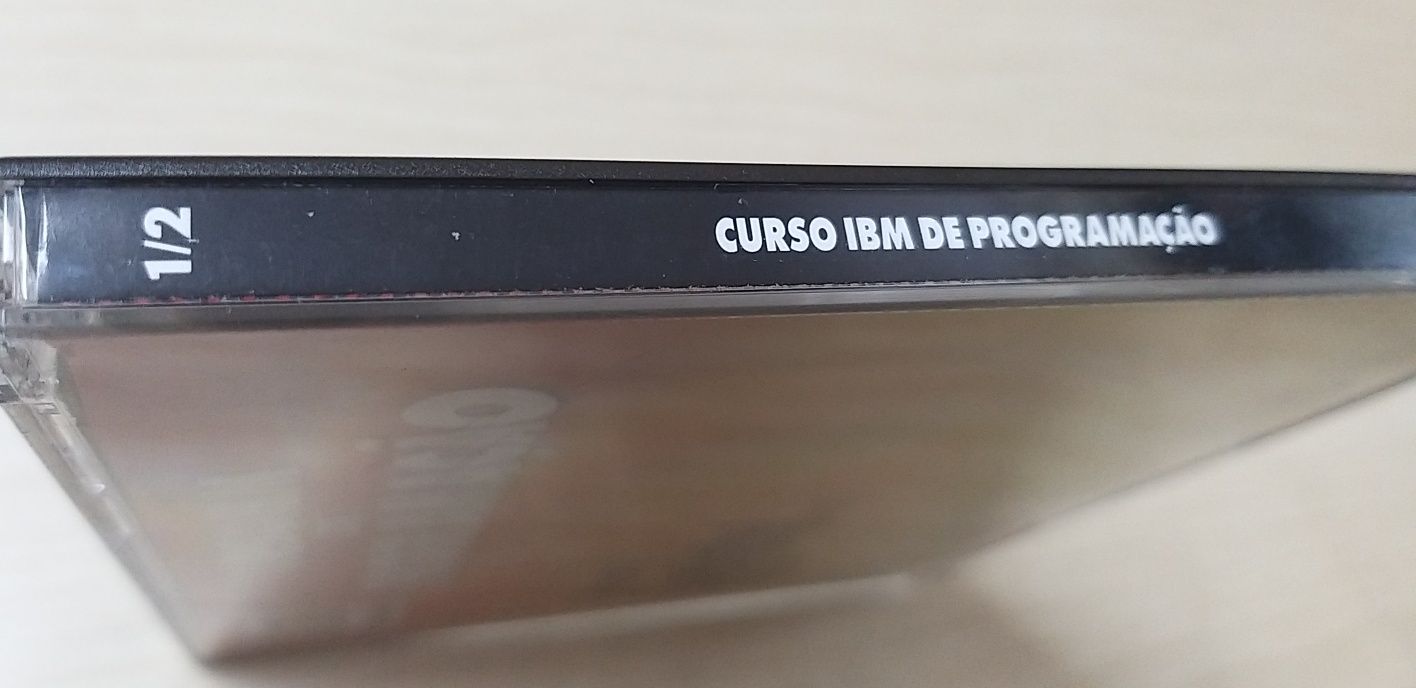 1/2
CURSO IBM DE PROGRAMAÇÃO